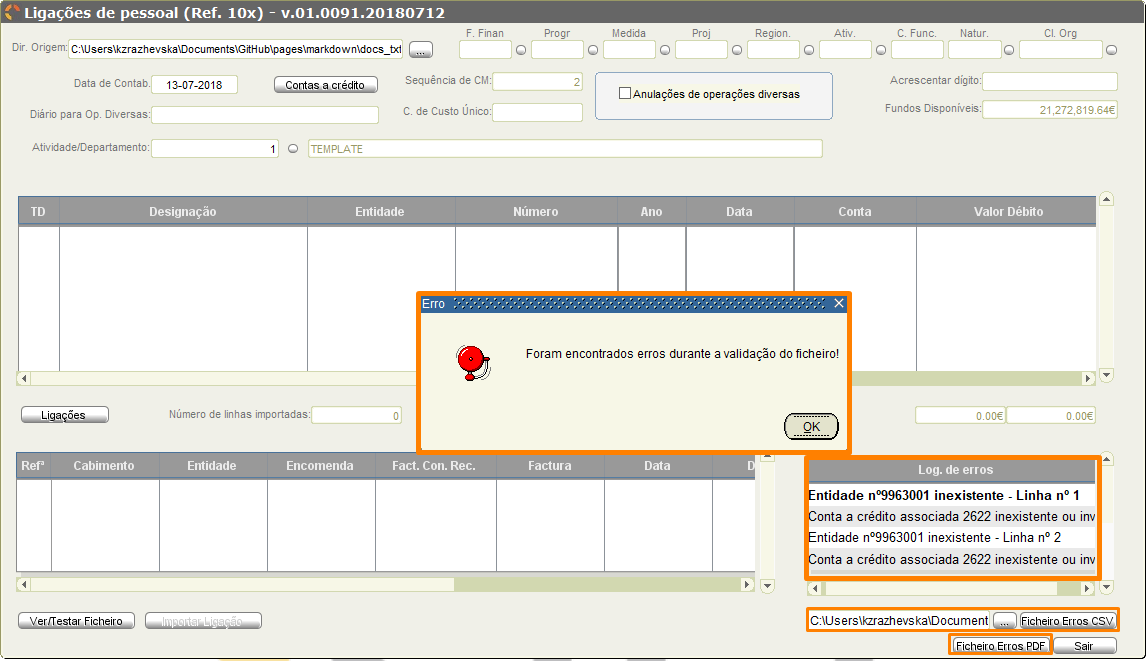 Ligações de pessoal (Ref. 10x) - v.01.0091.20180712
F. Finan Progr Medida Proj Region. Ativ. C. Func. Natur. Cl. Org
Dir. Origem: C:\Users\kzrazhevska\Documents\GitHub\pages\markdown\docs_txt ...
Data de Contab. 13-07-2018 Contas a crédito Sequência de CM: 2 Anulações de operações diversas Acrescentar dígito:
Diário para Op. Diversas: C. de Custo Único: Fundos Disponíveis: 21,272,819.64€
Atividade/Departamento: 1 TEMPLATE
TD Designação Entidade Número Ano Data Conta Valor Débito
Erro
Foram encontrados erros durante a validação do ficheiro!
OK
Ligações Número de linhas importadas: 0 0.00€ 0.00€
Refª Cabimento Entidade Encomenda Fact. Con. Rec. Factura Data D
Log. de erros
Entidade nº9963001 inexistente - Linha nº 1
Conta a crédito associada 2622 inexistente ou inv
Entidade nº9963001 inexistente - Linha nº 2
Conta a crédito associada 2622 inexistente ou inv
Ver/Testar Ficheiro Importar Ligação C:\Users\kzrazhevska\Document ... Ficheiro Erros CSV
Ficheiro Erros PDF Sair